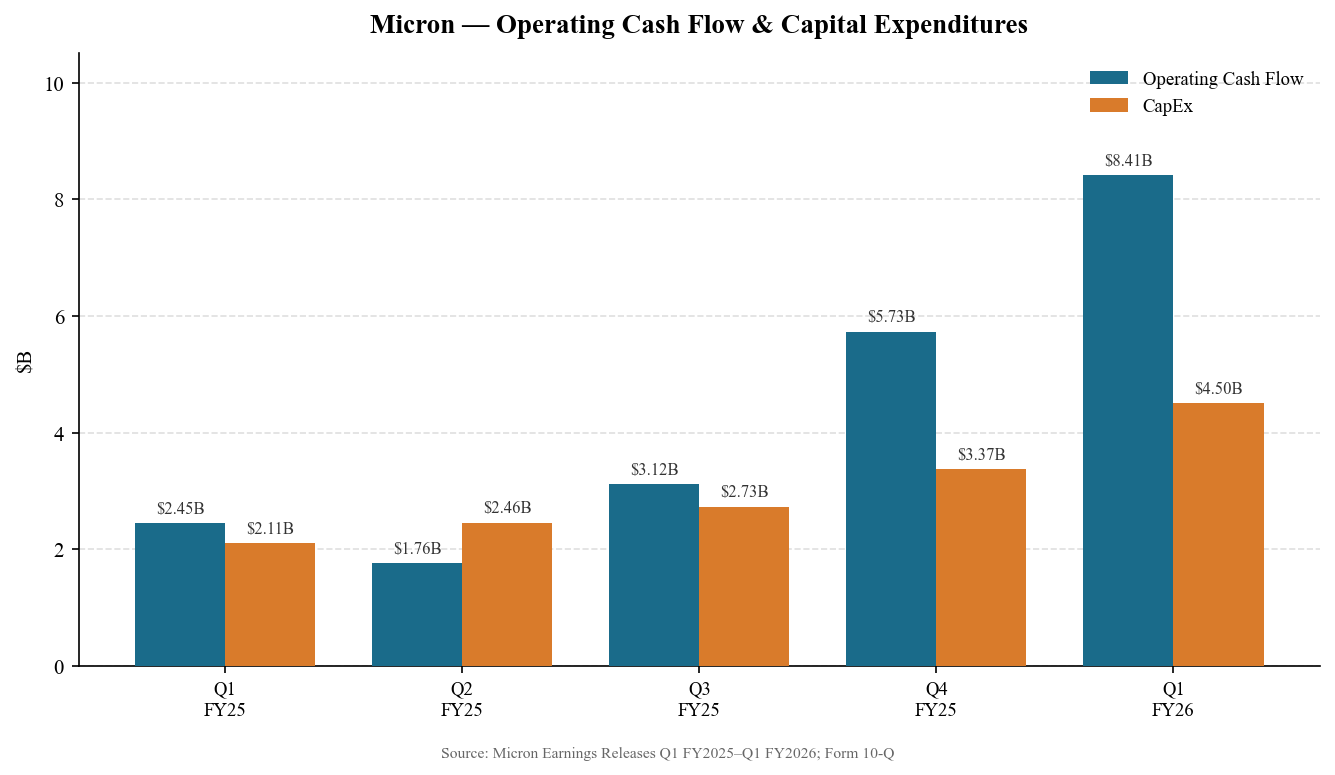 Micron — Operating Cash Flow & Capital Expenditures
Operating Cash Flow
CapEx
$B
10
8
6
4
2
0
$2.45B
$2.11B
$1.76B
$2.46B
$3.12B
$2.73B
$5.73B
$3.37B
$8.41B
$4.50B
Q1
FY25
Q2
FY25
Q3
FY25
Q4
FY25
Q1
FY26
Source: Micron Earnings Releases Q1 FY2025–Q1 FY2026; Form 10-Q